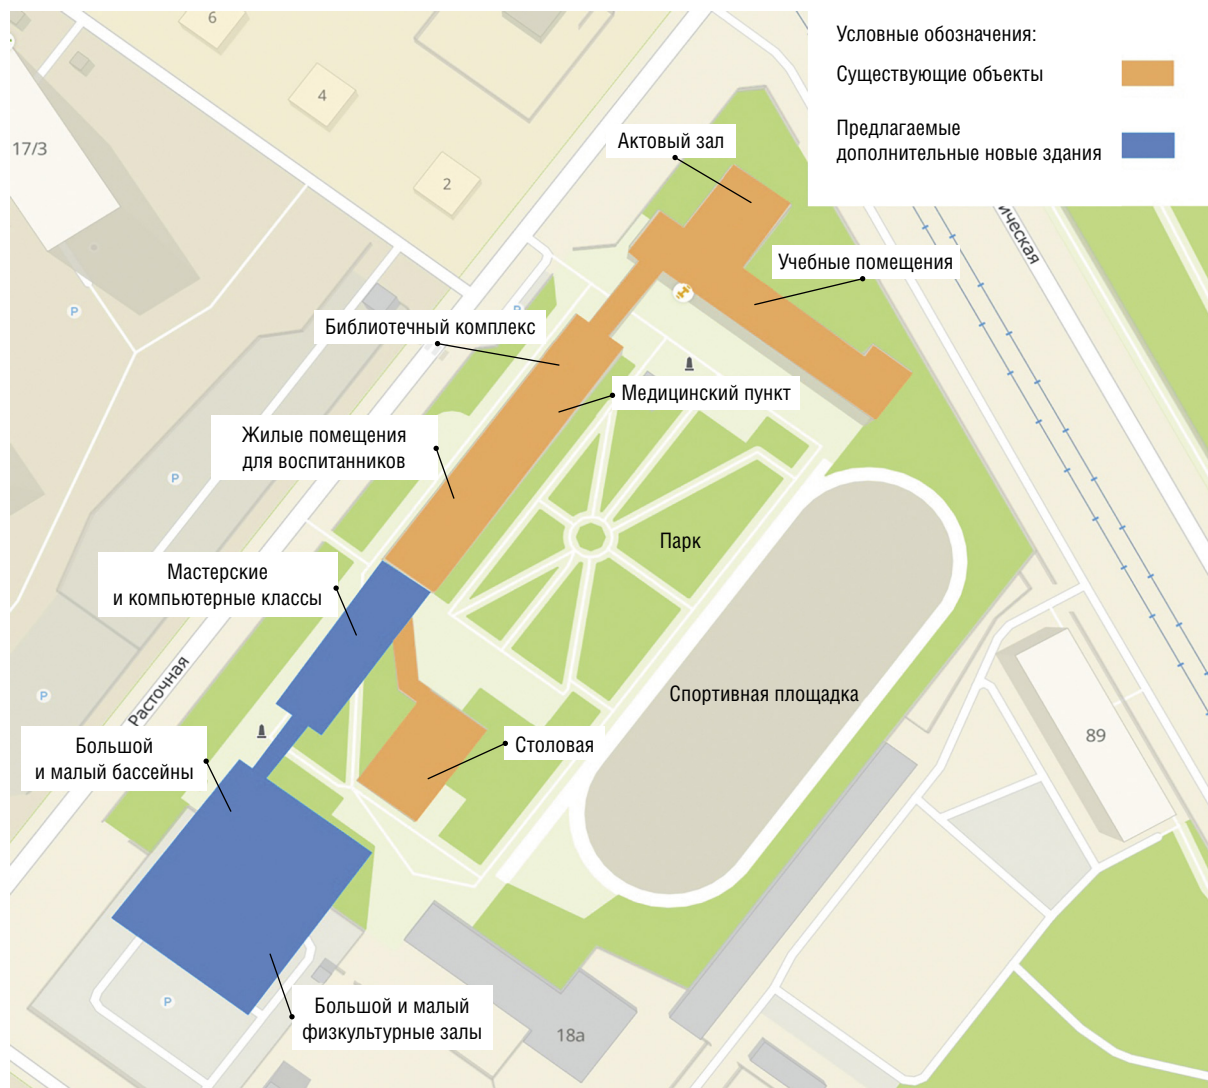 Условные обозначения:
Существующие объекты
Предлагаемые
дополнительные новые здания
6
4
17/3
2
Актовый зал
ическая
Учебные помещения
P
P
Библиотечный комплекс
Медицинский пункт
Жилые помещения
для воспитанников
P
Парк
Мастерские
и компьютерные классы
Расточная
P
Спортивная площадка
89
Большой
и малый бассейны
Столовая
P
Большой и малый
физкультурные залы
18а